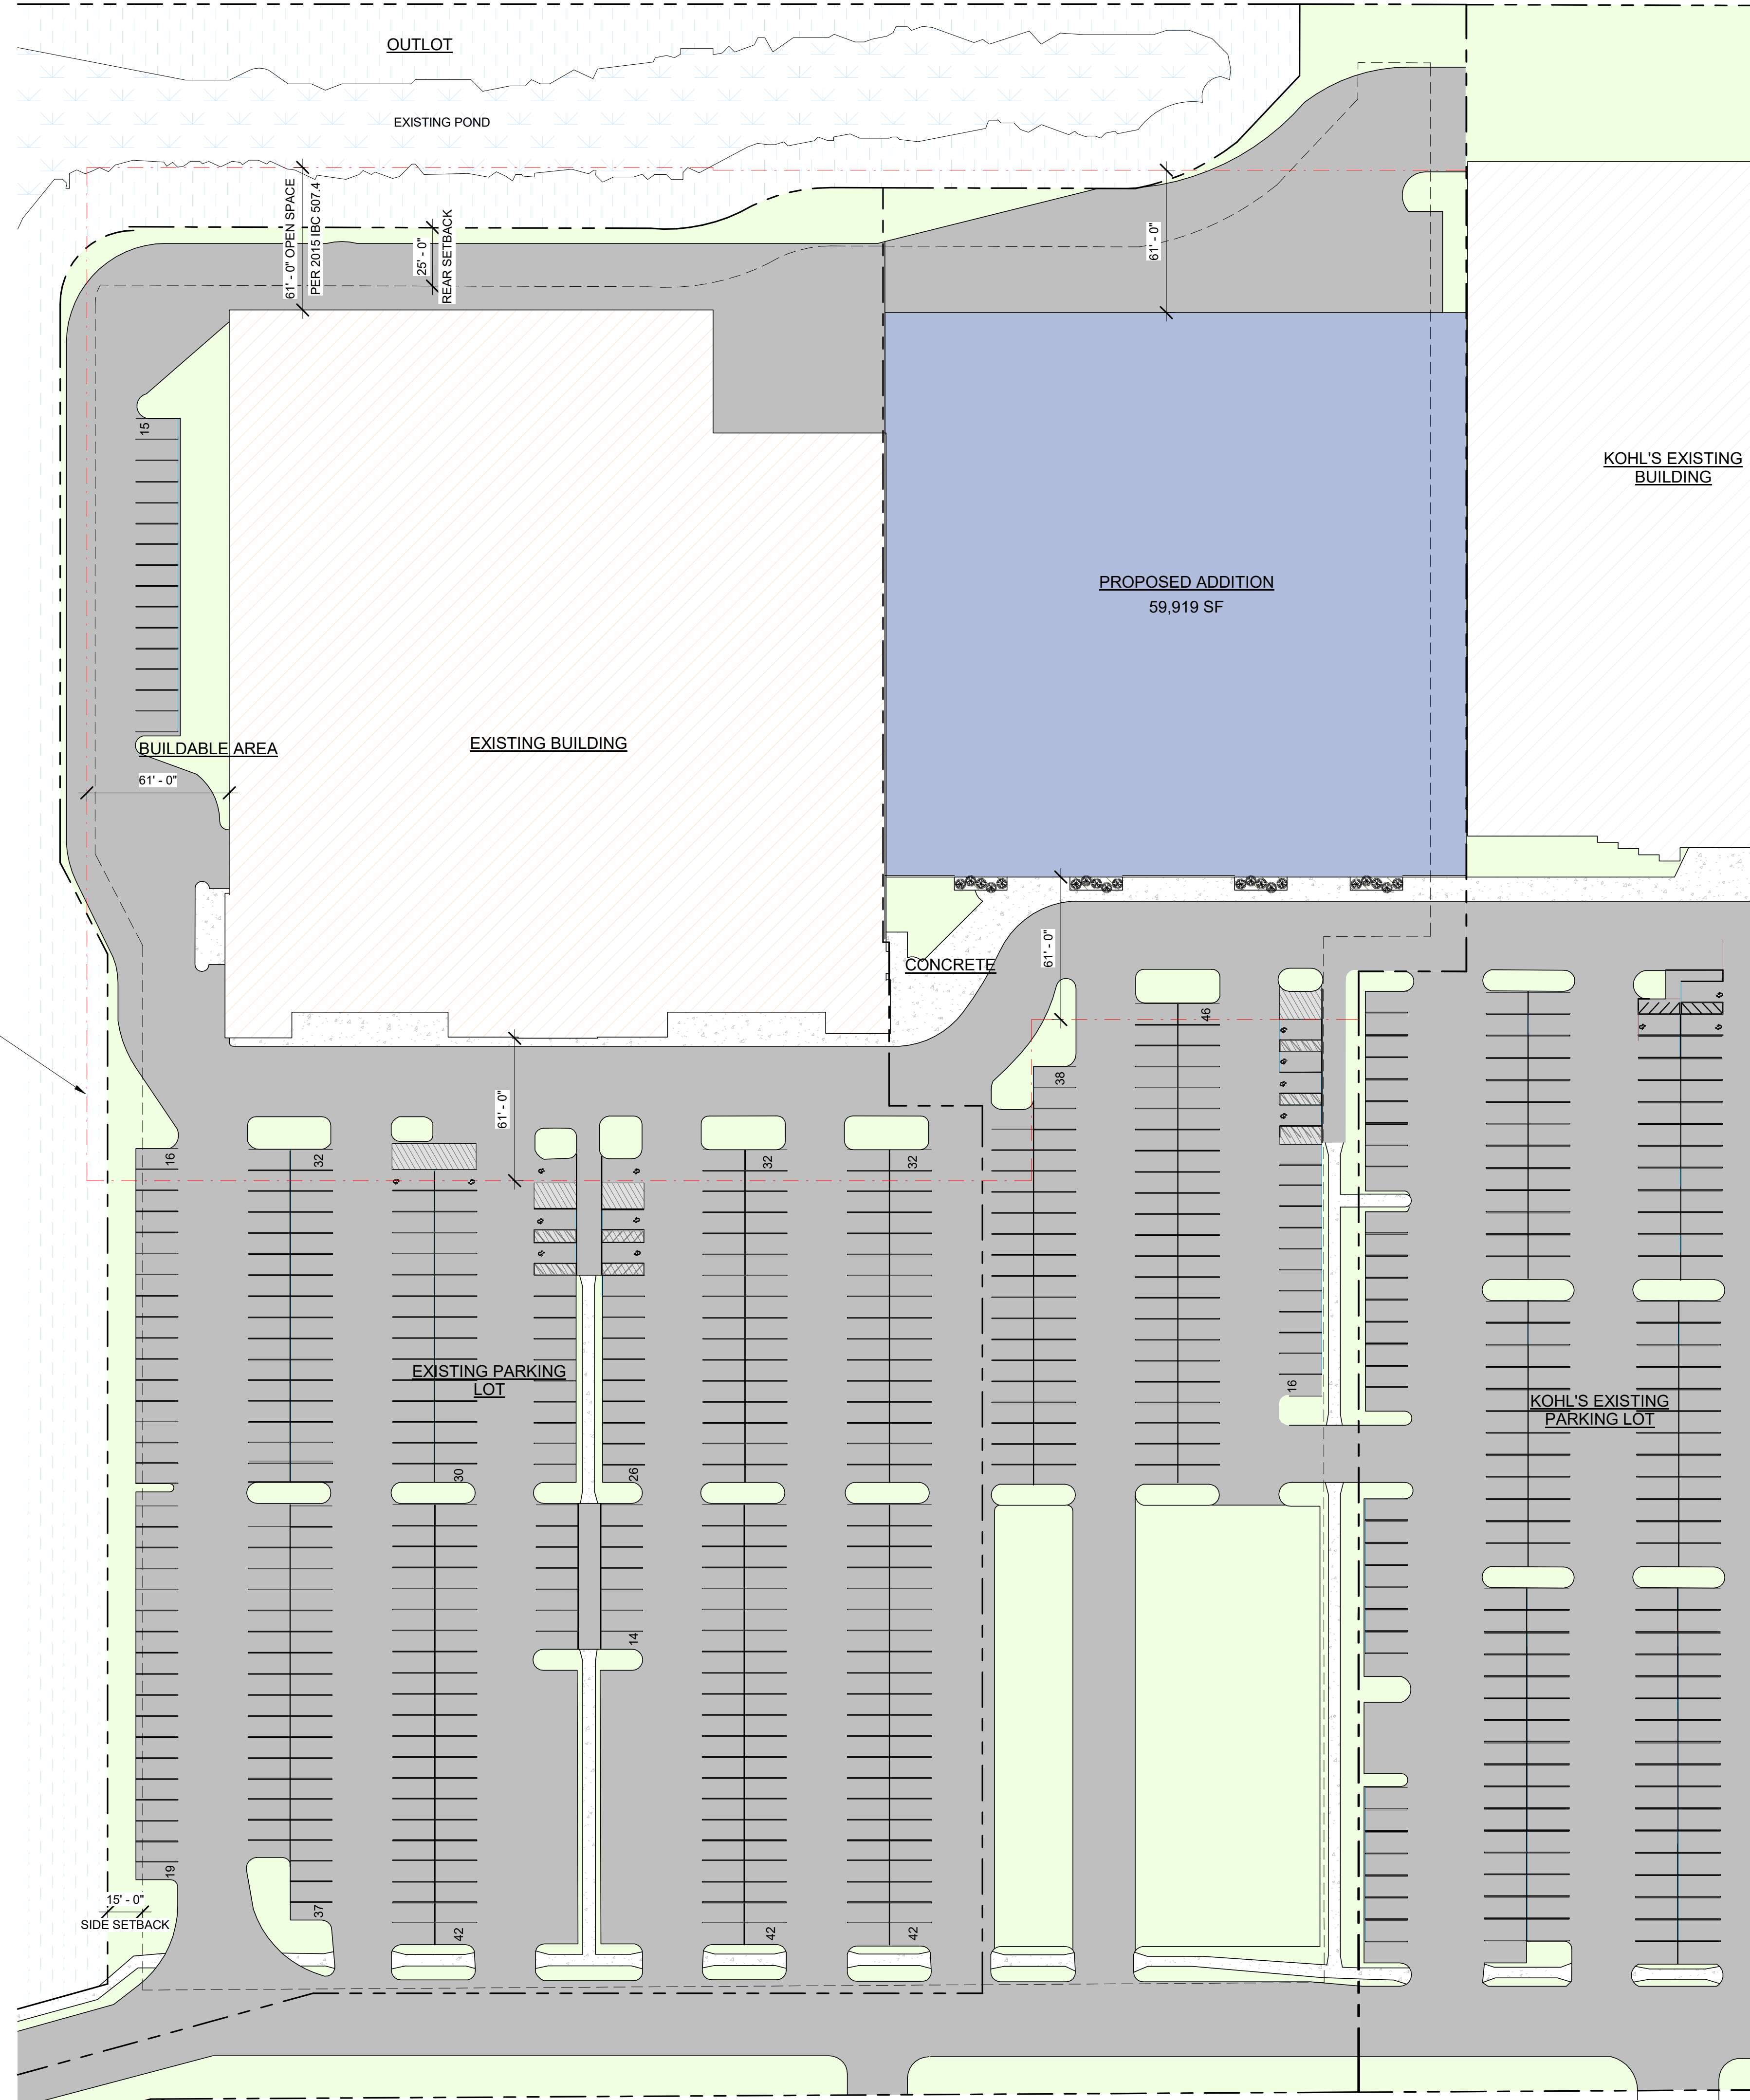 OUTLOT
EXISTING POND
61' - 0" OPEN SPACE
PER 2015 IBC 507.4
25' - 0"
REAR SETBACK
61' - 0"
15
KOHL'S EXISTING
BUILDING
PROPOSED ADDITION
59,919 SF
EXISTING BUILDING
BUILDABLE AREA
61' - 0"
CONCRETE
61' - 0"
46
38
61' - 0"
16
32
32
32
EXISTING PARKING
LOT
16
KOHL'S EXISTING
PARKING LOT
30
26
14
19
15' - 0"
SIDE SETBACK
37
42
42
42